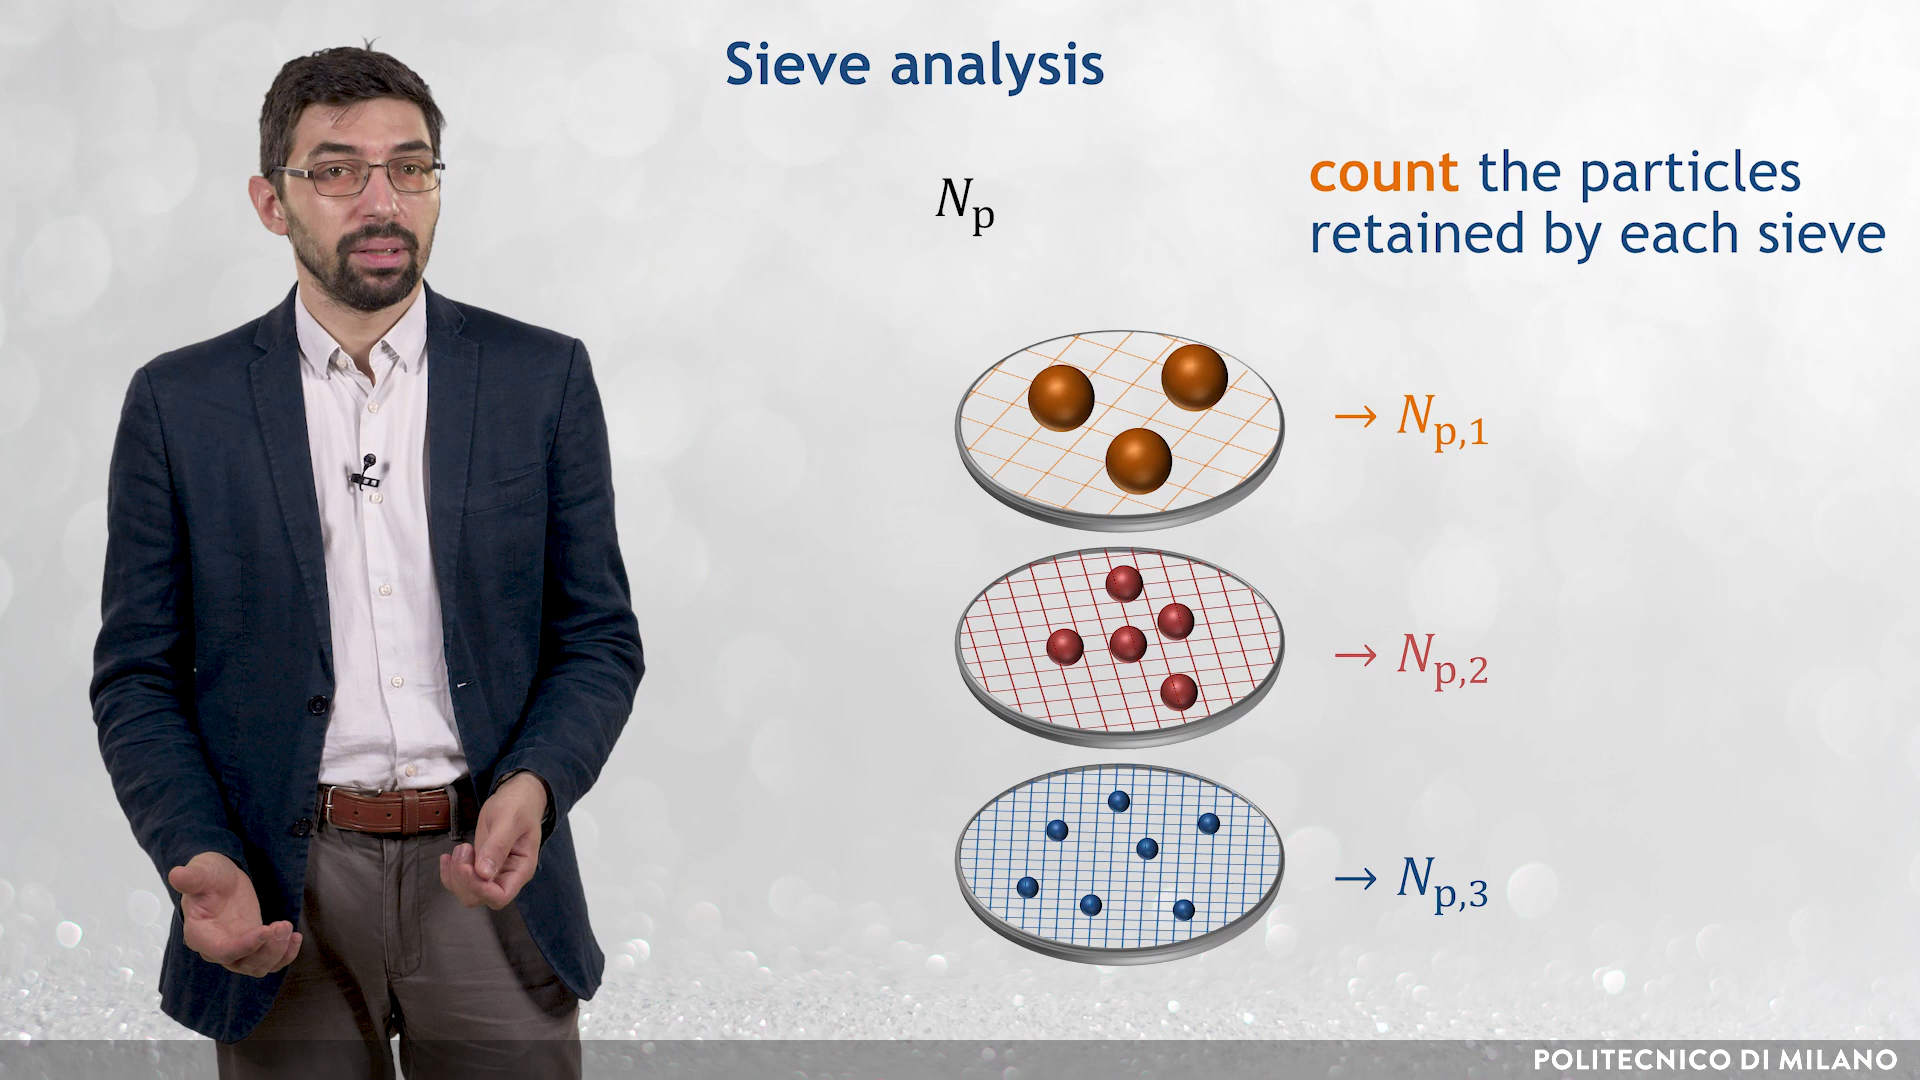 Sieve analysis
N_p
count the particles
retained by each sieve
→ N_p,1
→ N_p,2
→ N_p,3
POLITECNICO DI MILANO